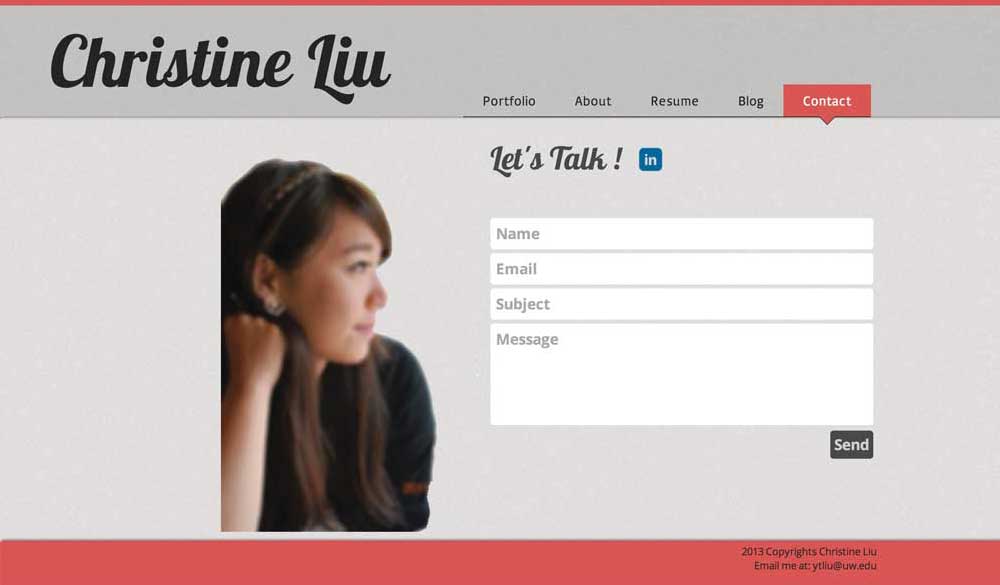 Christine Liu
Portfolio About Resume Blog Contact
Let's Talk !
in
Name
Email
Subject
Message
Send
2013 Copyrights Christine Liu
Email me at: ytliu@uw.edu